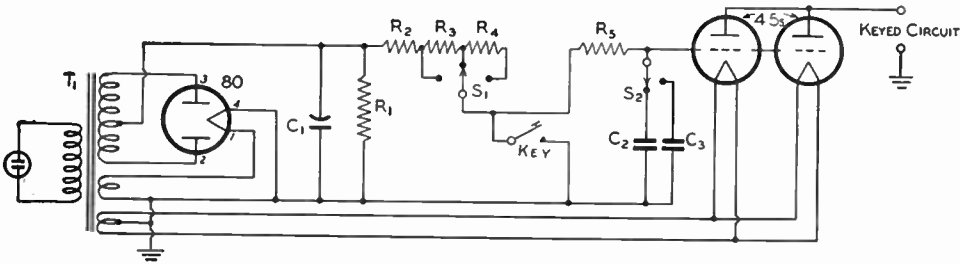 T1
3
80
4
1
2
C1
R1
R2
R3
R4
S1
KEY
R5
S2
C2
C3
45s
KEYED CIRCUIT